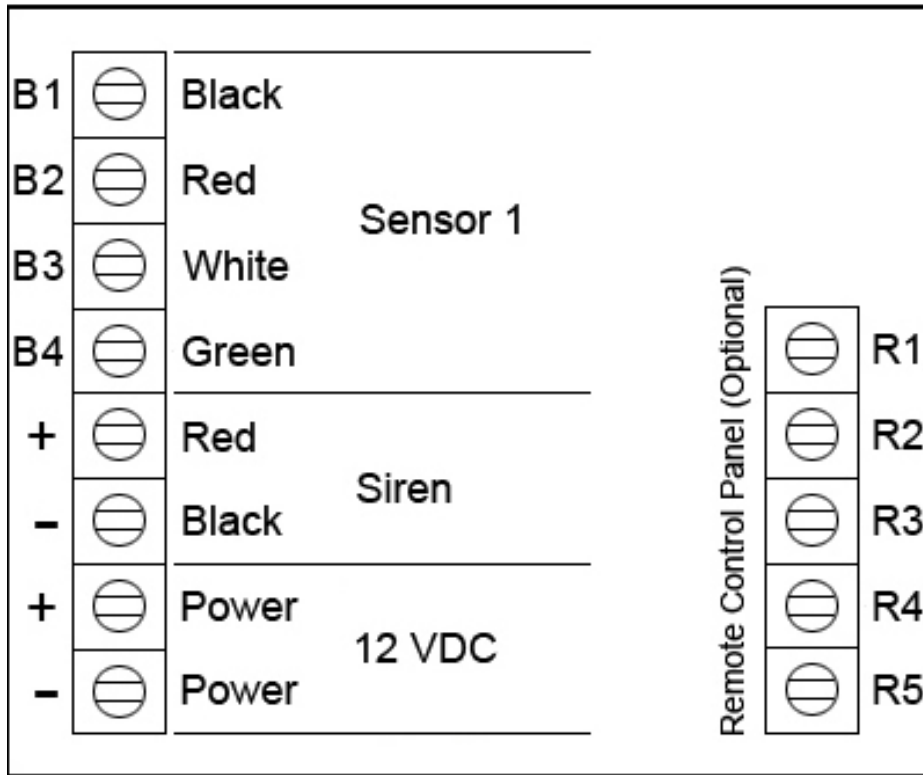 B1 Black
B2 Red
Sensor 1
B3 White
B4 Green
+ Red
Siren
- Black
+ Power
12 VDC
- Power
Remote Control Panel (Optional)
R1
R2
R3
R4
R5